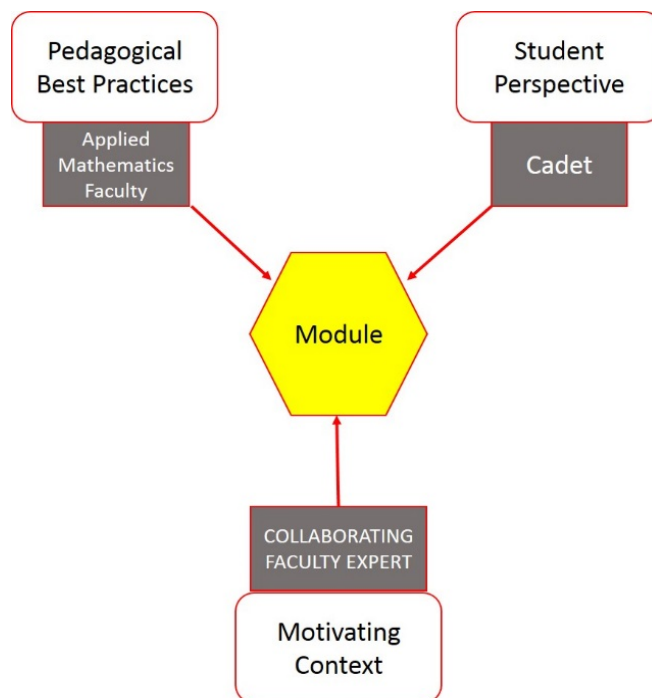 Pedagogical
Best Practices
Applied
Mathematics
Faculty
Student
Perspective
Cadet
Module
COLLABORATING
FACULTY EXPERT
Motivating
Context